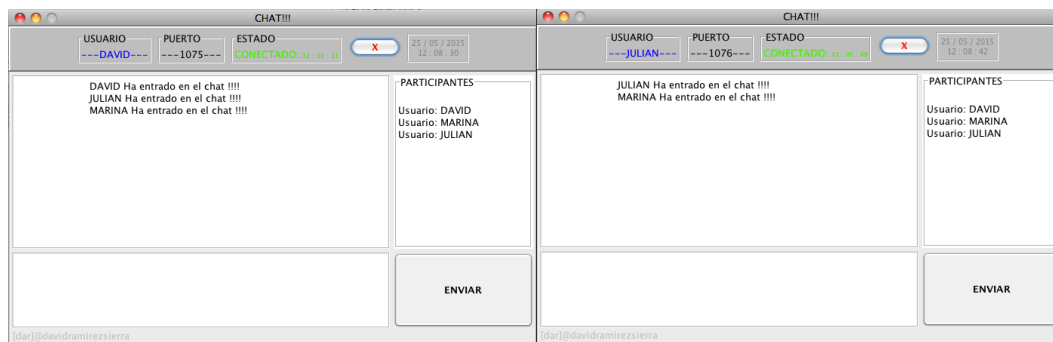 CHAT!!!
USUARIO PUERTO ESTADO
---DAVID--- ---1075--- CONECTADO: X 25 / 05 / 2015
12 : 08 : 30
DAVID Ha entrado en el chat !!!!
JULIAN Ha entrado en el chat !!!!
MARINA Ha entrado en el chat !!!!
PARTICIPANTES
Usuario: DAVID
Usuario: MARINA
Usuario: JULIAN
ENVIAR
[dar]@davidramirezsierra
CHAT!!!
USUARIO PUERTO ESTADO
---JULIAN--- ---1076--- CONECTADO: X 25 / 05 / 2015
12 : 08 : 42
JULIAN Ha entrado en el chat !!!!
MARINA Ha entrado en el chat !!!!
PARTICIPANTES
Usuario: DAVID
Usuario: MARINA
Usuario: JULIAN
ENVIAR
[dar]@davidramirezsierra